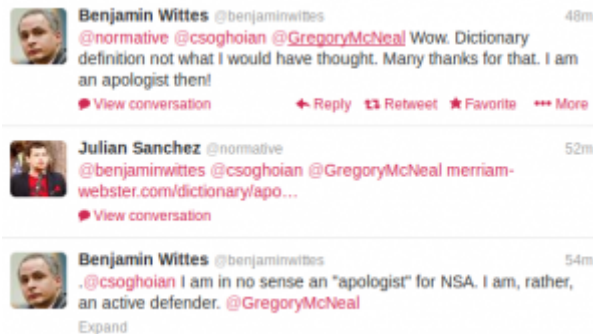 Benjamin Wittes @benjaminwittes 48m
@normative @csoghoian @GregoryMcNeal Wow. Dictionary
definition not what I would have thought. Many thanks for that. I am
an apologist then!
View conversation Reply Retweet Favorite More
Julian Sanchez @normative 52m
@benjaminwittes @csoghoian @GregoryMcNeal merriam-
webster.com/dictionary/apo…
View conversation
Benjamin Wittes @benjaminwittes 54m
.@csoghoian I am in no sense an "apologist" for NSA. I am, rather,
an active defender. @GregoryMcNeal
Expand